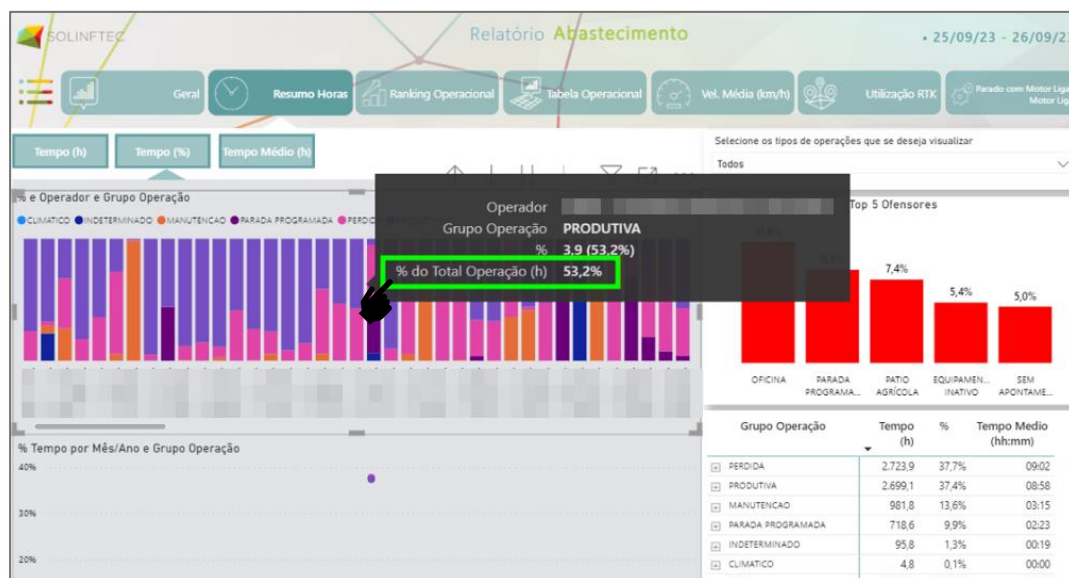 SOLINFTEC
Relatório Abastecimento
• 25/09/23 - 26/09/23
Geral
Resumo Horas
Ranking Operacional
Tabela Operacional
Vel. Média (km/h)
Utilização RTK
Parado com Motor Liga
Motor Lig
Tempo (h)
Tempo (%)
Tempo Médio (h)
Selecione os tipos de operações que se deseja visualizar
Todos
% e Operador e Grupo Operação
CLIMATICO INDETERMINADO MANUTENCAO PARADA PROGRAMADA PERDID
Operador
Grupo Operação PRODUTIVA
% 3,9 (53,2%)
% do Total Operação (h) 53,2%
Top 5 Ofensores
7,4%
5,4%
5,0%
OFICINA
PARADA PROGRAMA...
PATIO AGRÍCOLA
EQUIPAMEN... INATIVO
SEM APONTAME...
% Tempo por Mês/Ano e Grupo Operação
40%
30%
20%
Grupo Operação Tempo (h) % Tempo Medio (hh:mm)
PERDIDA 2.723,9 37,7% 09:02
PRODUTIVA 2.699,1 37,4% 08:58
MANUTENCAO 981,8 13,6% 03:15
PARADA PROGRAMADA 718,6 9,9% 02:23
INDETERMINADO 95,8 1,3% 00:19
CLIMATICO 4,8 0,1% 00:00